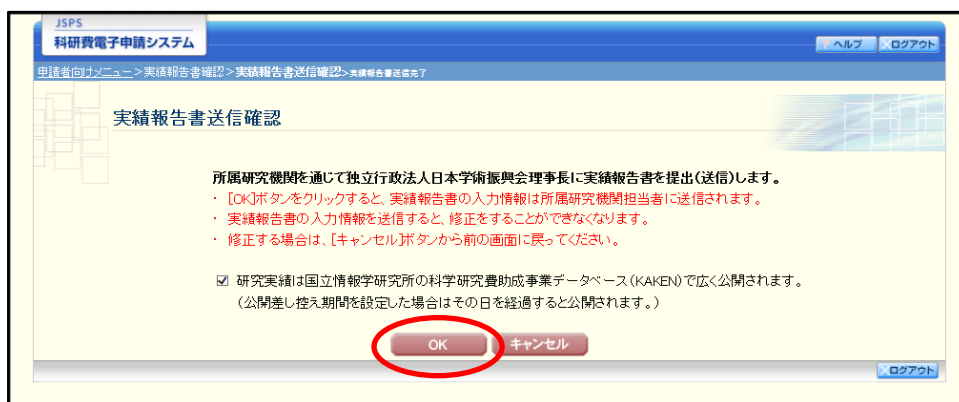 JSPS
科研費電子申請システム
ヘルプ ログアウト
申請者向けメニュー>実績報告書確認>実績報告書送信確認>実績報告書送信完了
実績報告書送信確認
所属研究機関を通じて独立行政法人日本学術振興会理事長に実績報告書を提出(送信)します。
・ [OK]ボタンをクリックすると、実績報告書の入力情報は所属研究機関担当者に送信されます。
・ 実績報告書の入力情報を送信すると、修正をすることができなくなります。
・ 修正する場合は、[キャンセル]ボタンから前の画面に戻ってください。
研究実績は国立情報学研究所の科学研究費助成事業データベース(KAKEN)で広く公開されます。
(公開差し控え期間を設定した場合はその日を経過すると公開されます。)
OK キャンセル
ログアウト